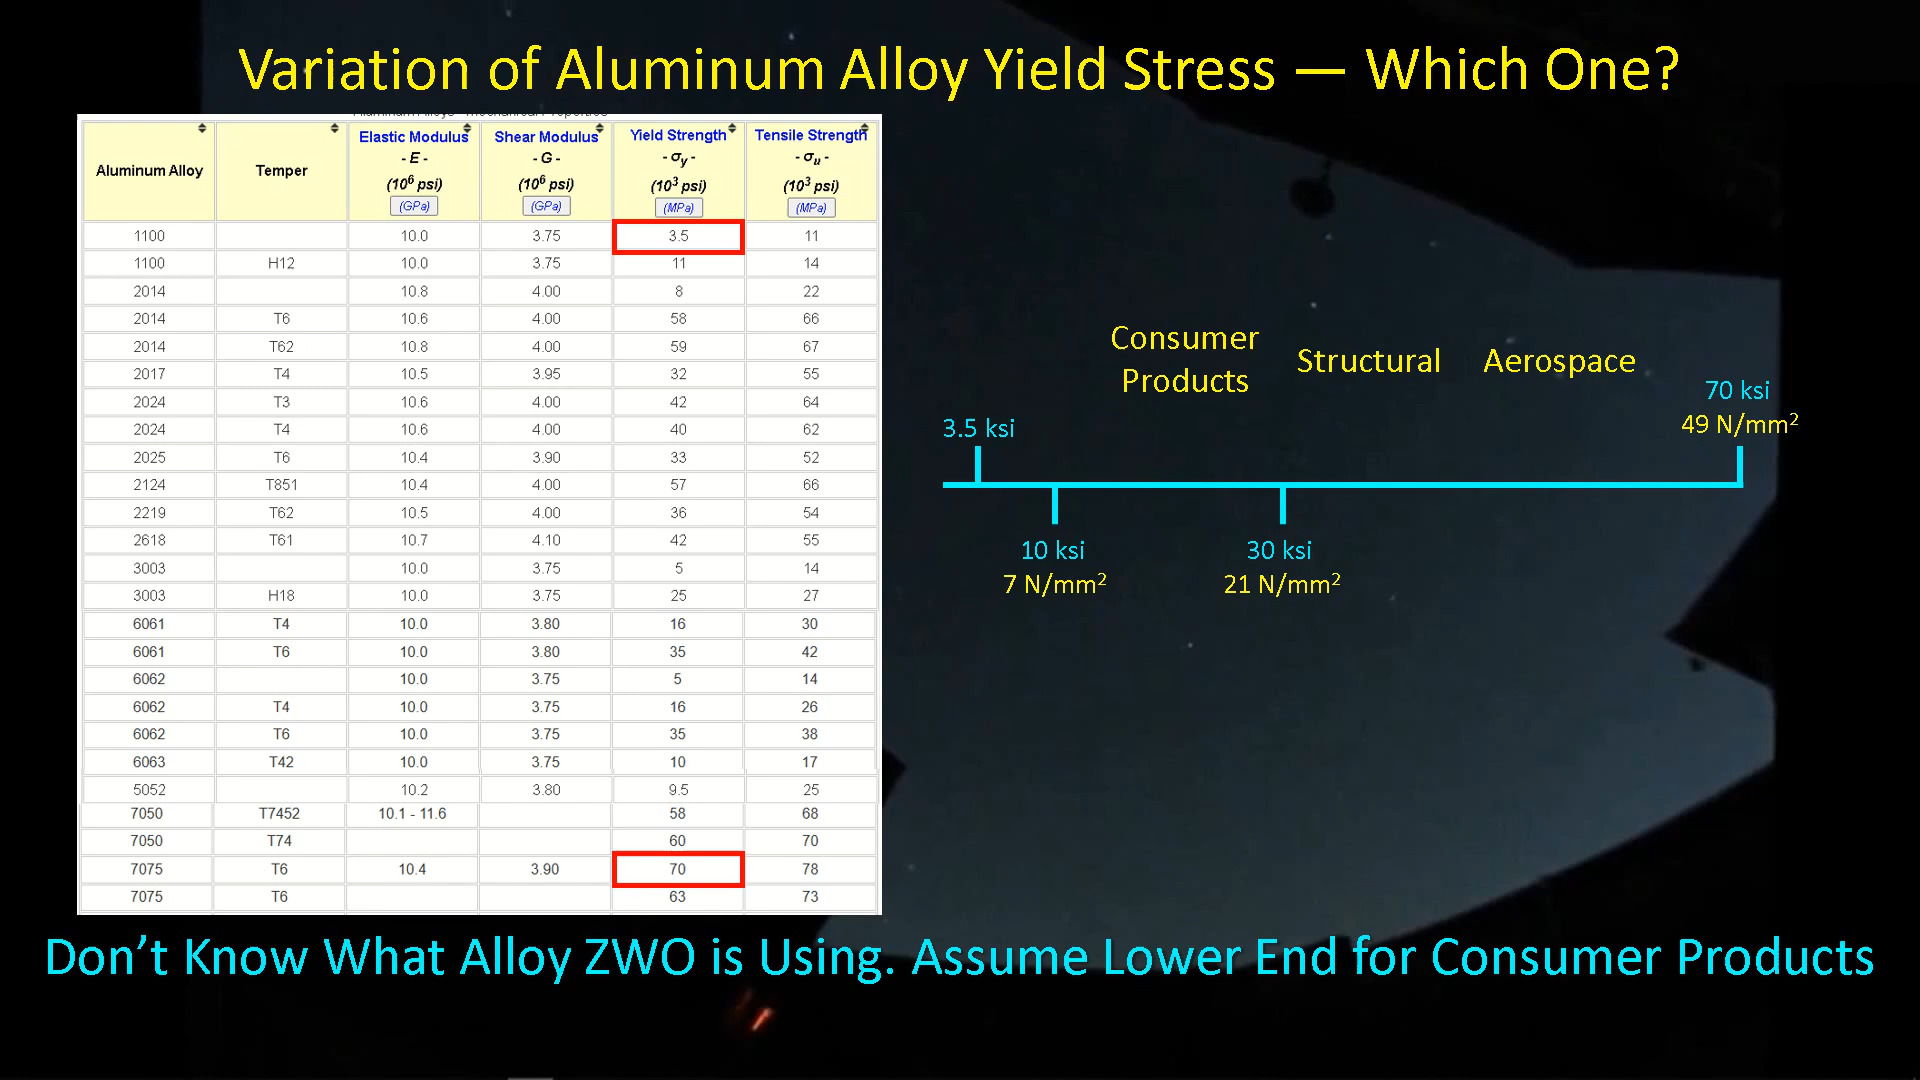 Variation of Aluminum Alloy Yield Stress — Which One?
Aluminum Alloys - Mechanical Properties
Aluminum Alloy Temper Elastic Modulus - E - (10⁶ psi) (GPa) Shear Modulus - G - (10⁶ psi) (GPa) Yield Strength - σy - (10³ psi) (MPa) Tensile Strength - σu - (10³ psi) (MPa)
1100 10.0 3.75 3.5 11
1100 H12 10.0 3.75 11 14
2014 10.8 4.00 8 22
2014 T6 10.6 4.00 58 66
2014 T62 10.8 4.00 59 67
2017 T4 10.5 3.95 32 55
2024 T3 10.6 4.00 42 64
2024 T4 10.6 4.00 40 62
2025 T6 10.4 3.90 33 52
2124 T851 10.4 4.00 57 66
2219 T62 10.5 4.00 36 54
2618 T61 10.7 4.10 42 55
3003 10.0 3.75 5 14
3003 H18 10.0 3.75 25 27
6061 T4 10.0 3.80 16 30
6061 T6 10.0 3.80 35 42
6062 10.0 3.75 5 14
6062 T4 10.0 3.75 16 26
6062 T6 10.0 3.75 35 38
6063 T42 10.0 3.75 10 17
5052 10.2 3.80 9.5 25
7050 T7452 10.1 - 11.6 58 68
7050 T74 60 70
7075 T6 10.4 3.90 70 78
7075 T6 63 73
Consumer
Products
Structural
Aerospace
3.5 ksi
70 ksi
49 N/mm²
10 ksi
7 N/mm²
30 ksi
21 N/mm²
Don’t Know What Alloy ZWO is Using. Assume Lower End for Consumer Products